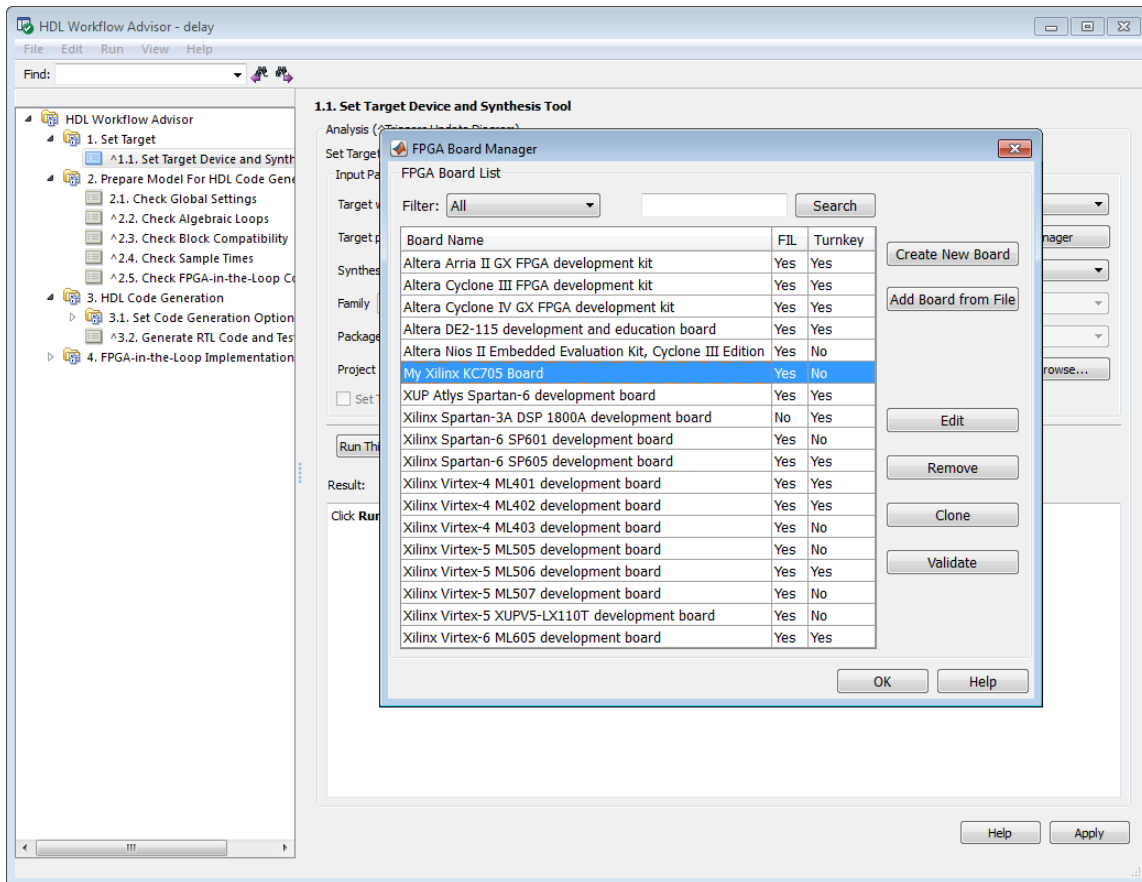 HDL Workflow Advisor - delay
File Edit Run View Help
Find:
HDL Workflow Advisor
1. Set Target
^1.1. Set Target Device and Synth
2. Prepare Model For HDL Code Gene
2.1. Check Global Settings
^2.2. Check Algebraic Loops
^2.3. Check Block Compatibility
^2.4. Check Sample Times
^2.5. Check FPGA-in-the-Loop Co
3. HDL Code Generation
3.1. Set Code Generation Option
^3.2. Generate RTL Code and Tes
4. FPGA-in-the-Loop Implementation
1.1. Set Target Device and Synthesis Tool
Analysis (^Triggers Update Diagram)
Set Target
Input Pa
Target w
Target p
nager
Synthes
Family
Package
Project
rowse...
Set T
Run Thi
Result:
Click Run
FPGA Board Manager
FPGA Board List
Filter: All Search
Board Name FIL Turnkey
Altera Arria II GX FPGA development kit Yes Yes
Altera Cyclone III FPGA development kit Yes Yes
Altera Cyclone IV GX FPGA development kit Yes Yes
Altera DE2-115 development and education board Yes Yes
Altera Nios II Embedded Evaluation Kit, Cyclone III Edition Yes No
My Xilinx KC705 Board Yes No
XUP Atlys Spartan-6 development board Yes Yes
Xilinx Spartan-3A DSP 1800A development board No Yes
Xilinx Spartan-6 SP601 development board Yes No
Xilinx Spartan-6 SP605 development board Yes Yes
Xilinx Virtex-4 ML401 development board Yes Yes
Xilinx Virtex-4 ML402 development board Yes Yes
Xilinx Virtex-4 ML403 development board Yes No
Xilinx Virtex-5 ML505 development board Yes No
Xilinx Virtex-5 ML506 development board Yes Yes
Xilinx Virtex-5 ML507 development board Yes No
Xilinx Virtex-5 XUPV5-LX110T development board Yes No
Xilinx Virtex-6 ML605 development board Yes Yes
Create New Board
Add Board from File
Edit
Remove
Clone
Validate
OK Help
Help Apply